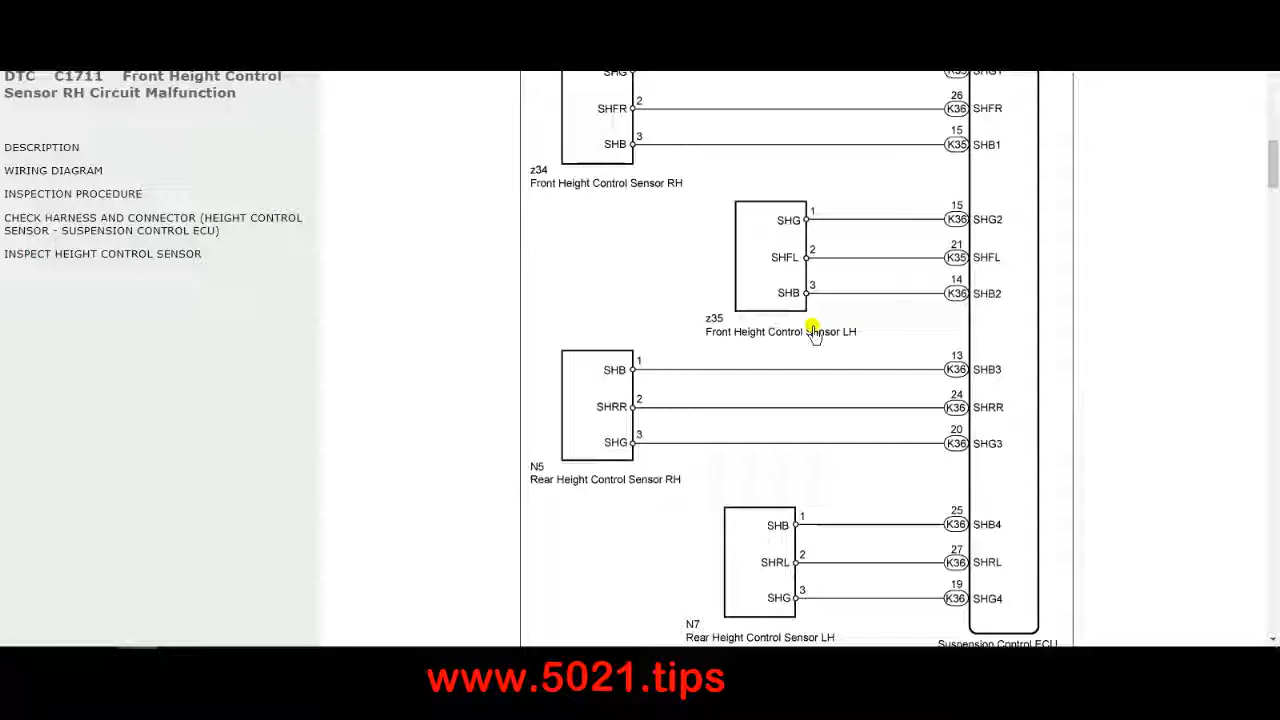 DTC C1711 Front Height Control
Sensor RH Circuit Malfunction
DESCRIPTION
WIRING DIAGRAM
INSPECTION PROCEDURE
CHECK HARNESS AND CONNECTOR (HEIGHT CONTROL
SENSOR - SUSPENSION CONTROL ECU)
INSPECT HEIGHT CONTROL SENSOR
SHG K35 SHG1
2 26
SHFR K36 SHFR
3 15
SHB K35 SHB1
z34
Front Height Control Sensor RH
1 15
SHG K36 SHG2
2 21
SHFL K35 SHFL
3 14
SHB K36 SHB2
z35
Front Height Control Sensor LH
1 13
SHB K36 SHB3
2 24
SHRR K36 SHRR
3 20
SHG K36 SHG3
N5
Rear Height Control Sensor RH
1 25
SHB K36 SHB4
2 27
SHRL K36 SHRL
3 19
SHG K36 SHG4
N7
Rear Height Control Sensor LH
Suspension Control ECU
www.5021.tips